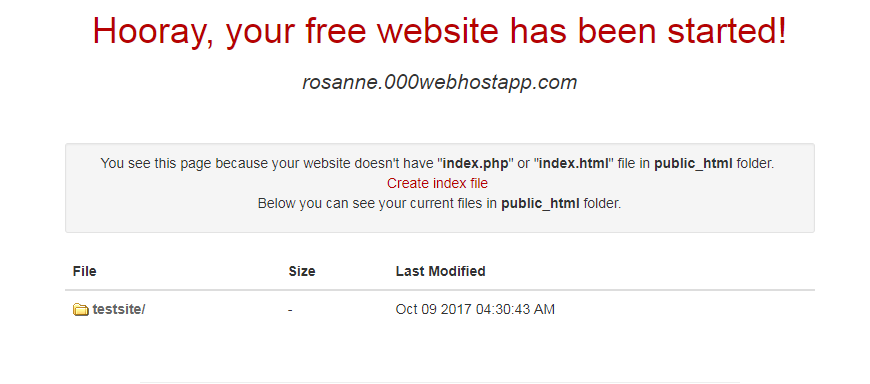 Hooray, your free website has been started!
rosanne.000webhostapp.com
You see this page because your website doesn't have "index.php" or "index.html" file in public_html folder.
Create index file
Below you can see your current files in public_html folder.
File Size Last Modified
testsite/ - Oct 09 2017 04:30:43 AM